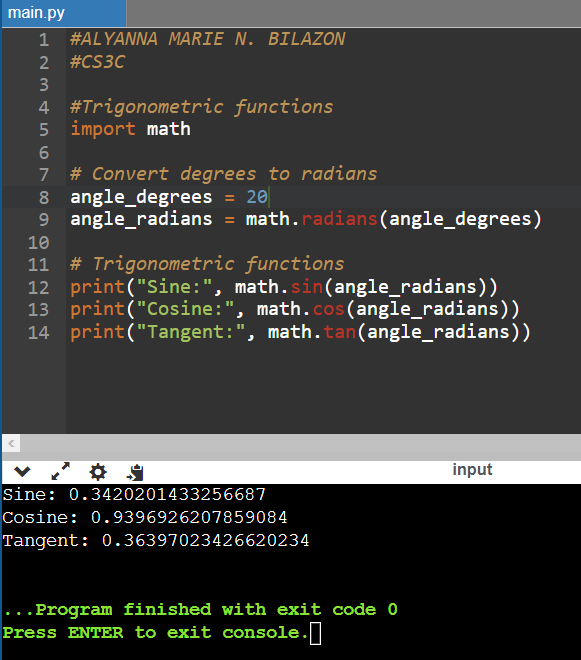 main.py
1 #ALYANNA MARIE N. BILAZON
2 #CS3C
3
4 #Trigonometric functions
5 import math
6
7 # Convert degrees to radians
8 angle_degrees = 20
9 angle_radians = math.radians(angle_degrees)
10
11 # Trigonometric functions
12 print("Sine:", math.sin(angle_radians))
13 print("Cosine:", math.cos(angle_radians))
14 print("Tangent:", math.tan(angle_radians))
input
Sine: 0.3420201433256687
Cosine: 0.9396926207859084
Tangent: 0.36397023426620234
...Program finished with exit code 0
Press ENTER to exit console.